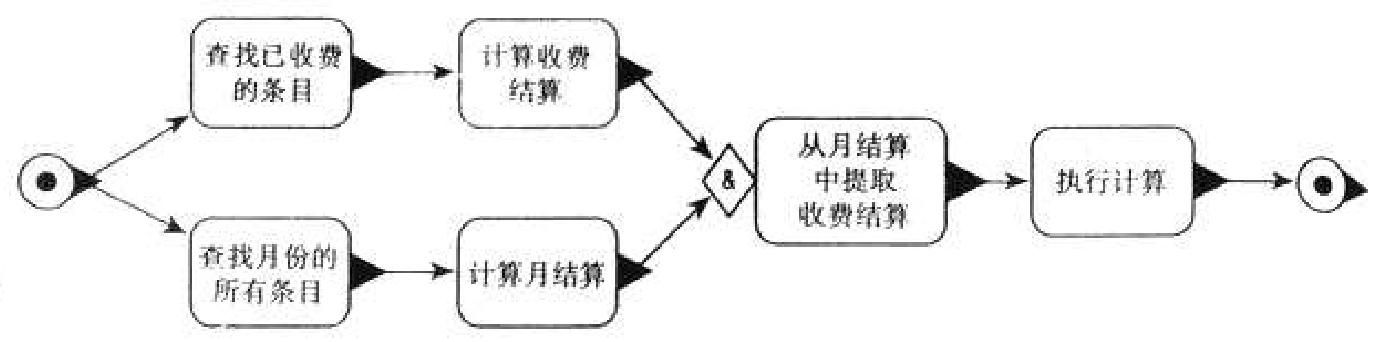 查找已收费
的条目
计算收费
结算
从月结算
中提取
收费结算
&
执行计算
查找月份的
所有条目
计算月结算